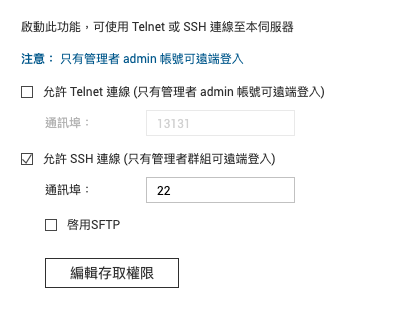 啟動此功能，可使用 Telnet 或 SSH 連線至本伺服器
注意： 只有管理者 admin 帳號可遠端登入
允許 Telnet 連線 (只有管理者 admin 帳號可遠端登入)
通訊埠： 13131
允許 SSH 連線 (只有管理者群組可遠端登入)
通訊埠： 22
啓用SFTP
編輯存取權限